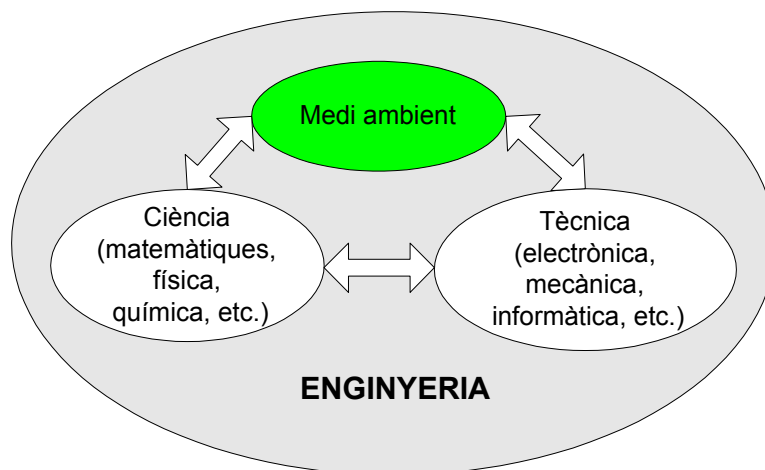 Medi ambient
Ciència
(matemàtiques,
física,
química, etc.)
Tècnica
(electrònica,
mecànica,
informàtica, etc.)
ENGINYERIA